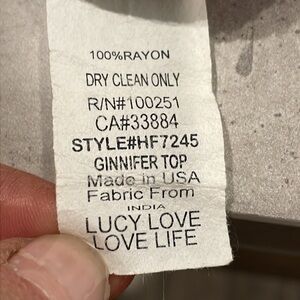 100%RAYON
DRY CLEAN ONLY
R/N#100251
CA#33884
STYLE#HF7245
GINNIFER TOP
Made in USA
Fabric From
INDIA
LUCY LOVE
LOVE LIFE